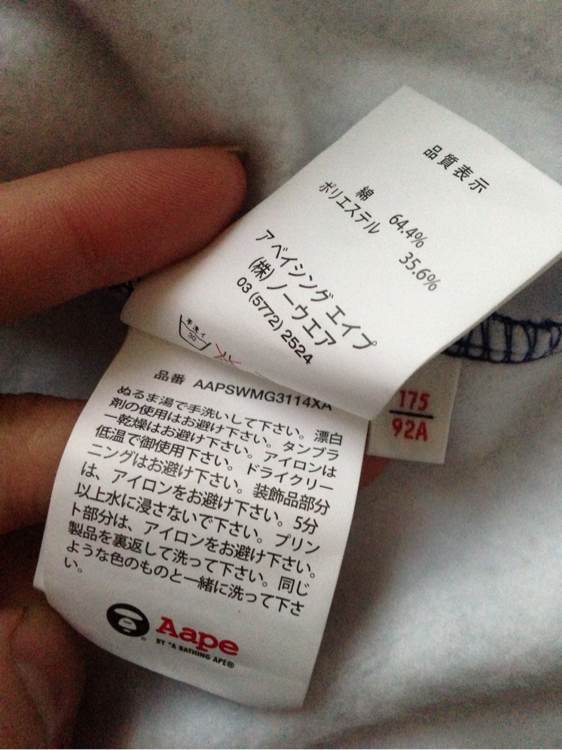 品質表示
綿 64.4%
ポリエステル 35.6%
アベイシングエイプ
(株)ノーウエア
03 (5772) 2524
手洗イ
30
品番 AAPSWMG3114XA
ぬるま湯で手洗いして下さい。漂白
剤の使用はお避け下さい。タンブラ
ー乾燥はお避け下さい。アイロンは
低温で御使用下さい。ドライクリー
ニングはお避け下さい。装飾品部分
は、アイロンをお避け下さい。5分
以上水に浸さないで下さい。プリン
ト部分は、アイロンをお避け下さい。
製品を裏返して洗って下さい。同じ
ような色のものと一緒に洗って下さ
い。
175
92A
Aape
BY *A BATHING APE®